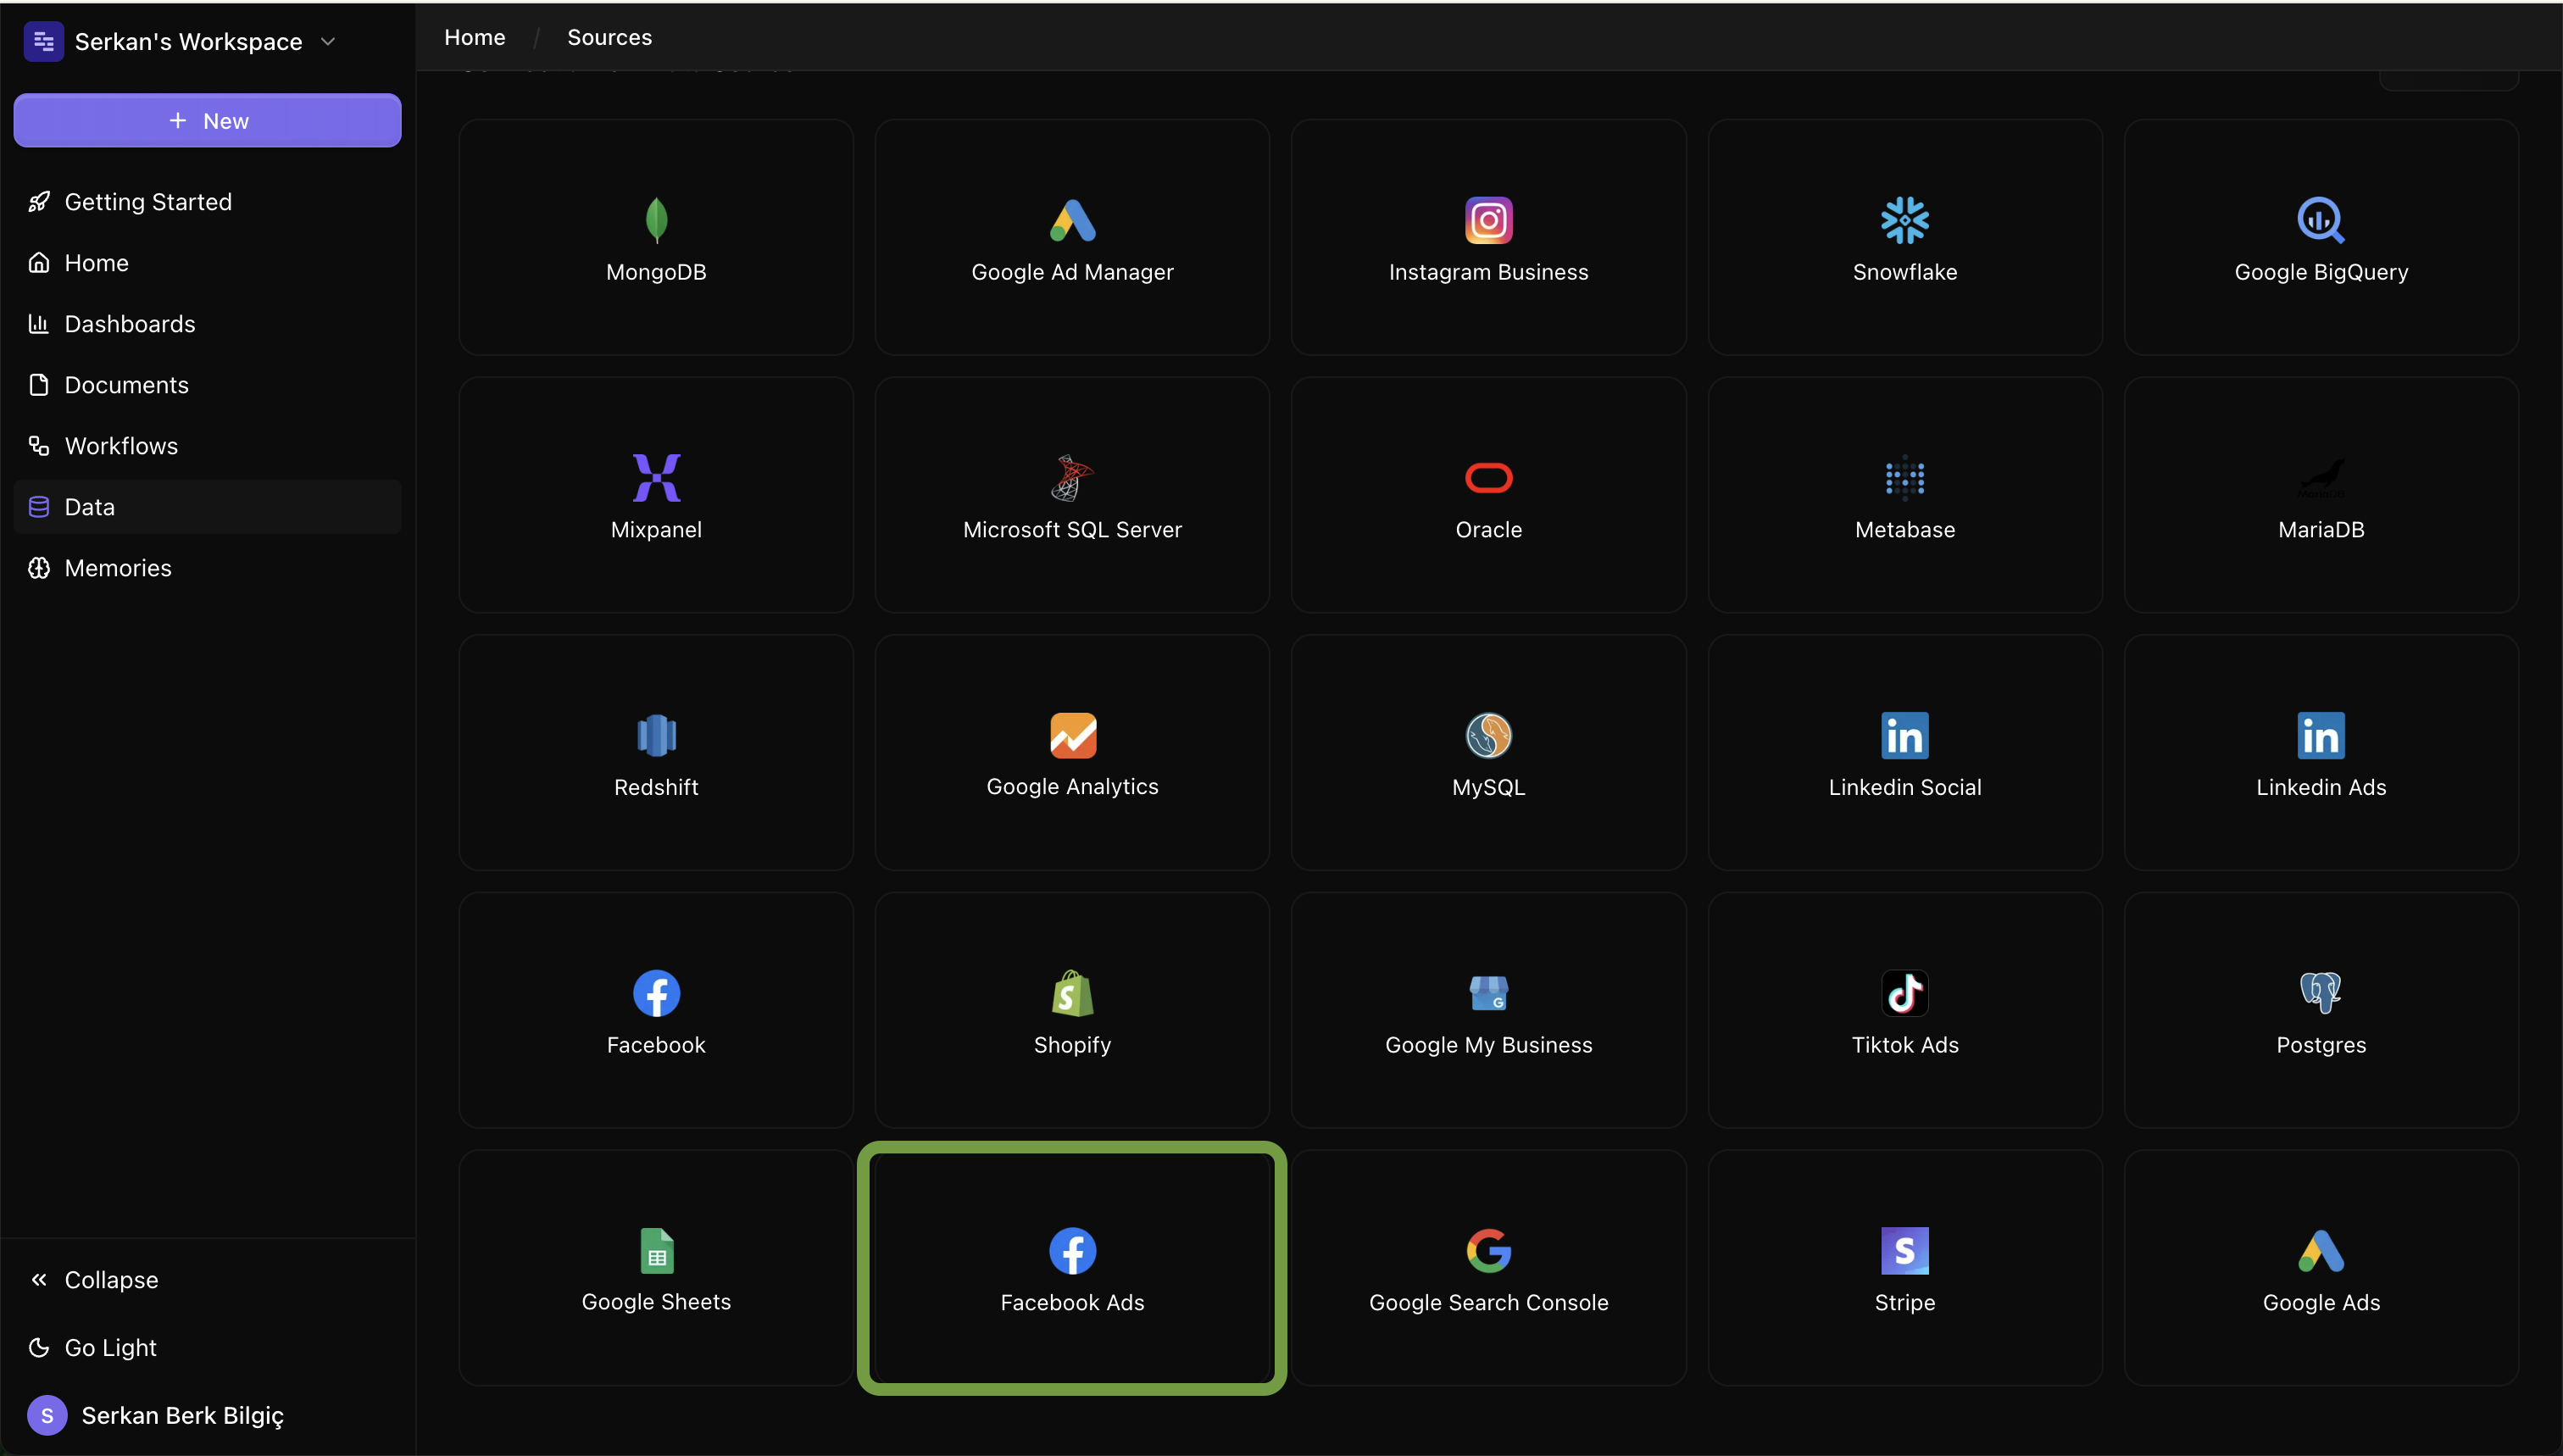 Serkan's Workspace
Home / Sources
+ New
Getting Started
Home
Dashboards
Documents
Workflows
Data
Memories
MongoDB
Google Ad Manager
Instagram Business
Snowflake
Google BigQuery
Mixpanel
Microsoft SQL Server
Oracle
Metabase
MariaDB
Redshift
Google Analytics
MySQL
Linkedin Social
Linkedin Ads
Facebook
Shopify
Google My Business
Tiktok Ads
Postgres
Google Sheets
Facebook Ads
Google Search Console
Stripe
Google Ads
Collapse
Go Light
S Serkan Berk Bilgiç